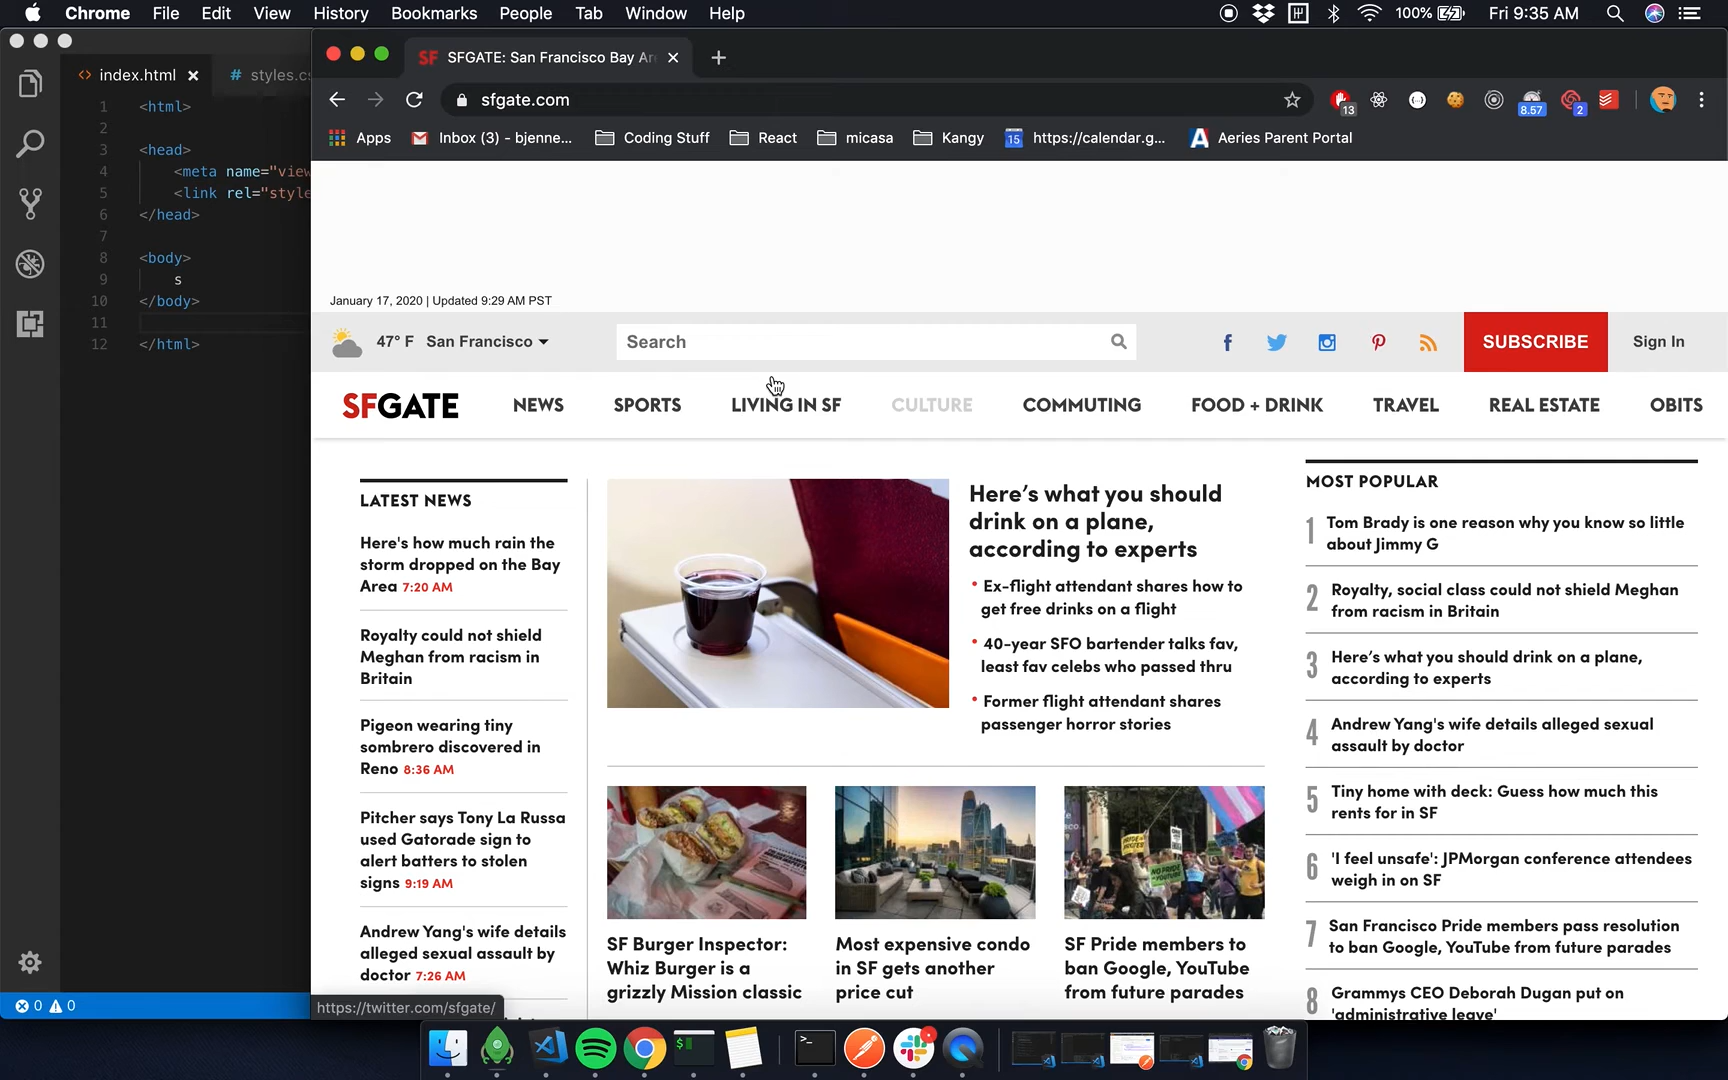 Chrome File Edit View History Bookmarks People Tab Window Help
100% Fri 9:35 AM
index.html
# styles.cs
1 <html>
2
3 <head>
4 <meta name="view
5 <link rel="style
6 </head>
7
8 <body>
9 s
10 </body>
11
12 </html>
0 0
SF SFGATE: San Francisco Bay Are
sfgate.com
13
8.57
2
Apps Inbox (3) - bjenne... Coding Stuff React micasa Kangy 15 https://calendar.g... Aeries Parent Portal
January 17, 2020 | Updated 9:29 AM PST
47° F San Francisco Search SUBSCRIBE Sign In
SFGATE NEWS SPORTS LIVING IN SF CULTURE COMMUTING FOOD + DRINK TRAVEL REAL ESTATE OBITS
LATEST NEWS
Here's how much rain the
storm dropped on the Bay
Area 7:20 AM
Royalty could not shield
Meghan from racism in
Britain
Pigeon wearing tiny
sombrero discovered in
Reno 8:36 AM
Pitcher says Tony La Russa
used Gatorade sign to
alert batters to stolen
signs 9:19 AM
Andrew Yang's wife details
alleged sexual assault by
doctor 7:26 AM
Here’s what you should
drink on a plane,
according to experts
• Ex-flight attendant shares how to
get free drinks on a flight
• 40-year SFO bartender talks fav,
least fav celebs who passed thru
• Former flight attendant shares
passenger horror stories
SF Burger Inspector:
Whiz Burger is a
grizzly Mission classic
Most expensive condo
in SF gets another
price cut
SF Pride members to
ban Google, YouTube
from future parades
MOST POPULAR
1 Tom Brady is one reason why you know so little
about Jimmy G
2 Royalty, social class could not shield Meghan
from racism in Britain
3 Here’s what you should drink on a plane,
according to experts
4 Andrew Yang's wife details alleged sexual
assault by doctor
5 Tiny home with deck: Guess how much this
rents for in SF
6 'I feel unsafe': JPMorgan conference attendees
weigh in on SF
7 San Francisco Pride members pass resolution
to ban Google, YouTube from future parades
8 Grammys CEO Deborah Dugan put on
'administrative leave'
https://twitter.com/sfgate/